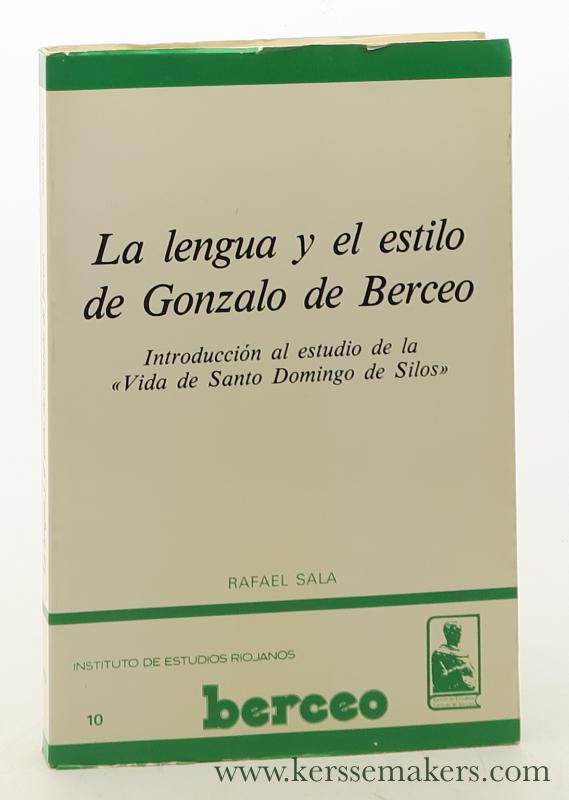 La lengua y el estilo
de Gonzalo de Berceo
Introducción al estudio de la
«Vida de Santo Domingo de Silos»
RAFAEL SALA
INSTITUTO DE ESTUDIOS RIOJANOS
10
berceo
www.kerssemakers.com